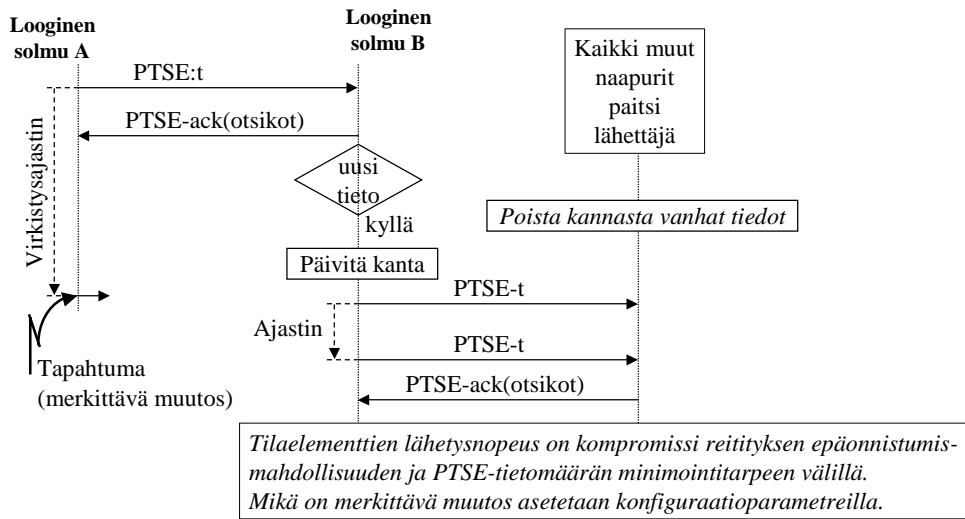 Looginen
solmu A
Looginen
solmu B
Kaikki muut
naapurit
paitsi
lähettäjä
PTSE:t
PTSE-ack(otsikot)
Virkistysajastin
uusi
tieto
kyllä
Poista kannasta vanhat tiedot
Päivitä kanta
PTSE-t
Ajastin
PTSE-t
Tapahtuma
(merkittävä muutos)
PTSE-ack(otsikot)
Tilaelementtien lähetysnopeus on kompromissi reitityksen epäonnistumis-
mahdollisuuden ja PTSE-tietomäärän minimointitarpeen välillä.
Mikä on merkittävä muutos asetetaan konfiguraatioparametreilla.